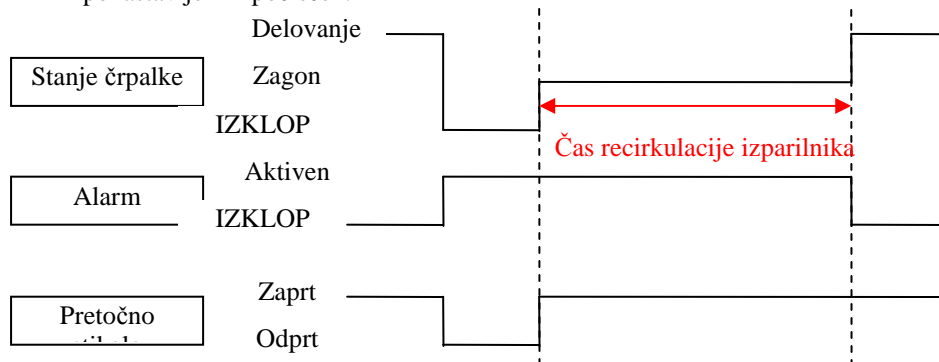 Delovanje
Stanje črpalke
Zagon
IZKLOP
Čas recirkulacije izparilnika
Aktiven
Alarm
IZKLOP
Zaprt
Pretočno
Odprt